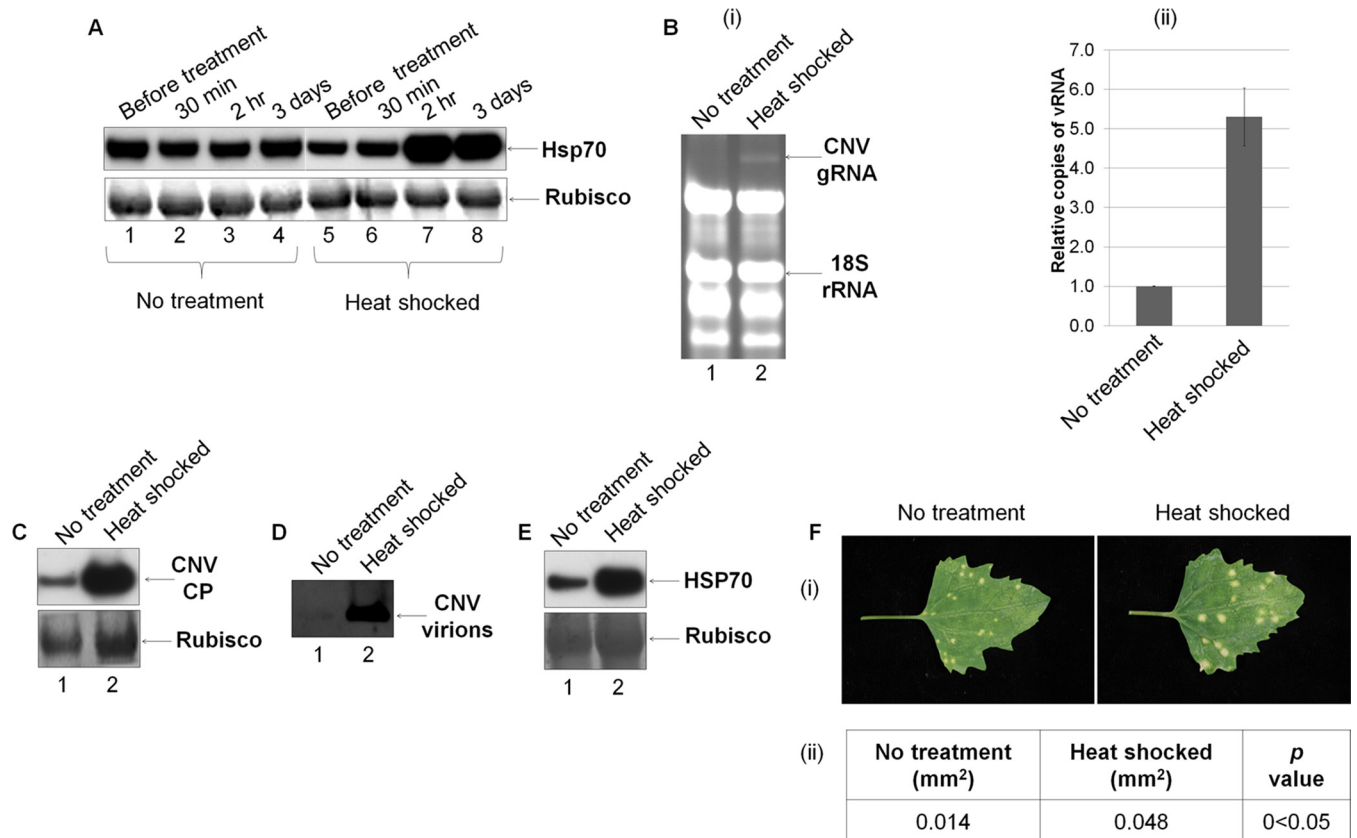 A
Before treatment
30 min
2 hr
3 days
Before treatment
30 min
2 hr
3 days
Hsp70
Rubisco
1 2 3 4 5 6 7 8
No treatment
Heat shocked
B
(i)
No treatment
Heat shocked
CNV
gRNA
18S
rRNA
1 2
(ii)
Relative copies of vRNA
7.0
6.0
5.0
4.0
3.0
2.0
1.0
0.0
No treatment
Heat shocked
C
No treatment
Heat shocked
CNV
CP
Rubisco
1 2
D
No treatment
Heat shocked
CNV
virions
1 2
E
No treatment
Heat shocked
HSP70
Rubisco
1 2
F
No treatment
Heat shocked
(i)
(ii)
No treatment (mm²)
Heat shocked (mm²)
p value
0.014 0.048 0<0.05